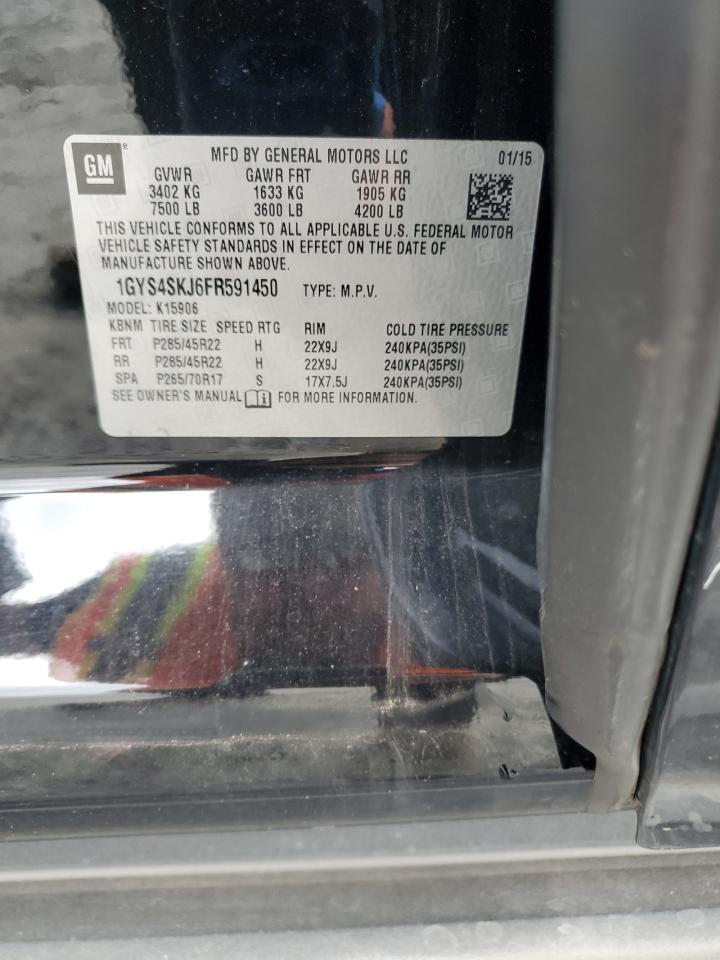 GM
MFD BY GENERAL MOTORS LLC 01/15
GVWR GAWR FRT GAWR RR
3402 KG 1633 KG 1905 KG
7500 LB 3600 LB 4200 LB
THIS VEHICLE CONFORMS TO ALL APPLICABLE U.S. FEDERAL MOTOR
VEHICLE SAFETY STANDARDS IN EFFECT ON THE DATE OF
MANUFACTURE SHOWN ABOVE.
1GYS4SKJ6FR591450 TYPE: M.P.V.
MODEL: K15906
KBNM TIRE SIZE SPEED RTG RIM COLD TIRE PRESSURE
FRT P285/45R22 H 22X9J 240KPA(35PSI)
RR P285/45R22 H 22X9J 240KPA(35PSI)
SPA P265/70R17 S 17X7.5J 240KPA(35PSI)
SEE OWNER'S MANUAL i FOR MORE INFORMATION.